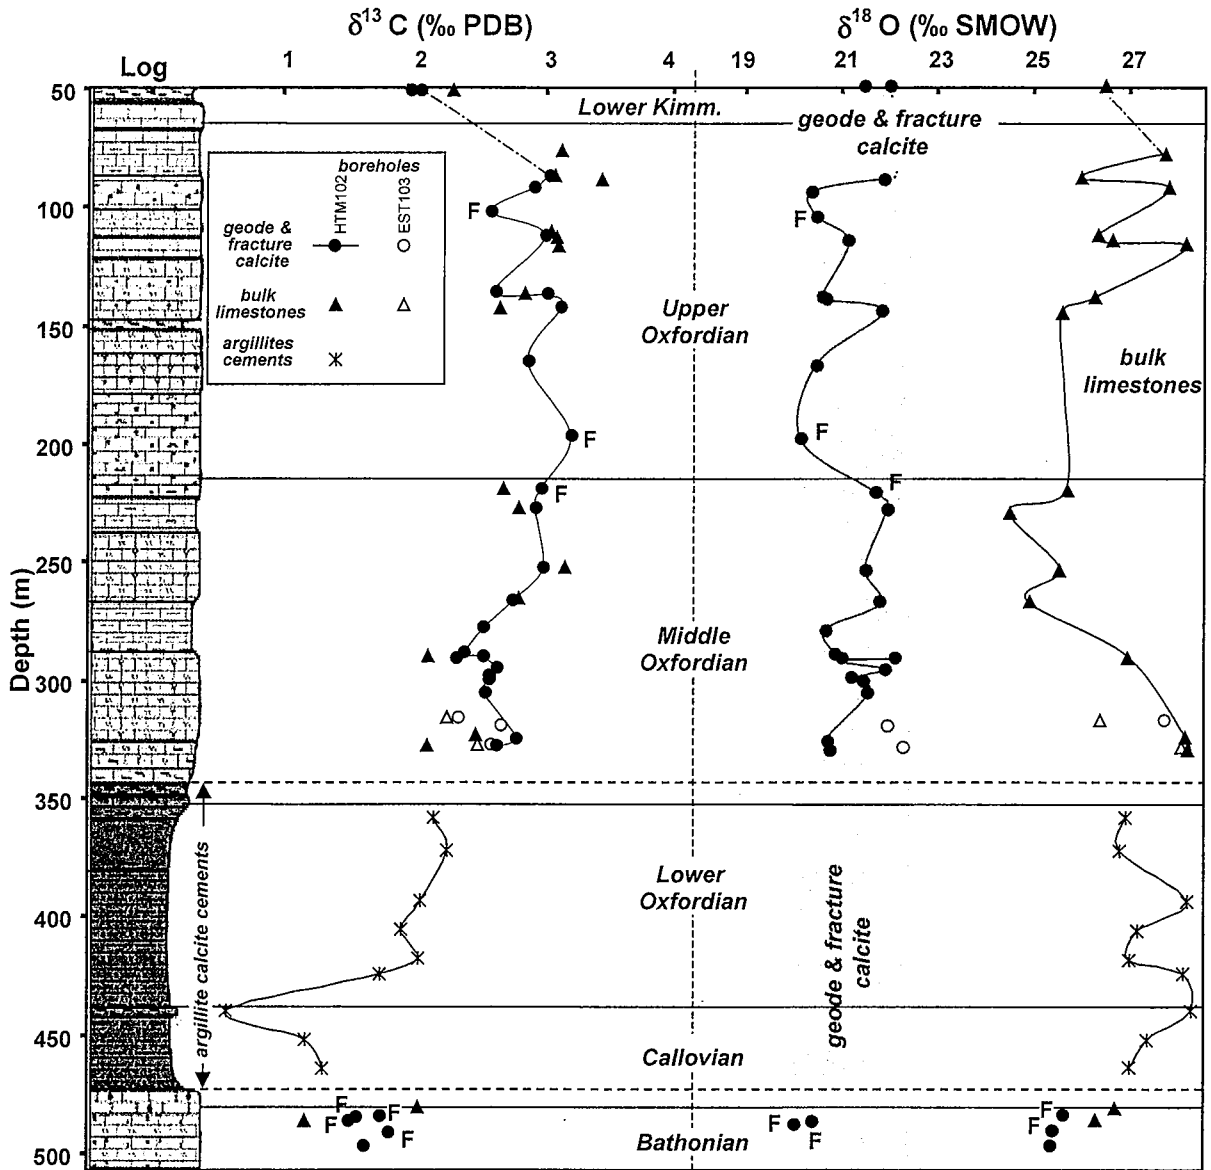 δ¹³ C (‰ PDB) δ¹⁸ O (‰ SMOW)
Log 1 2 3 4 19 21 23 25 27
50
Lower Kimm.
geode & fracture
calcite
boreholes
HTM102
EST103
geode &
fracture
calcite
bulk
limestones
argillites
cements
100
F
F
Upper
Oxfordian
150
bulk
limestones
200
F
F
F
F
250
Middle
Oxfordian
Depth (m)
300
350
argillite calcite cements
Lower
Oxfordian
400
geode & fracture
calcite
450
Callovian
F
F
F
F
F
F
F
F
Bathonian
500